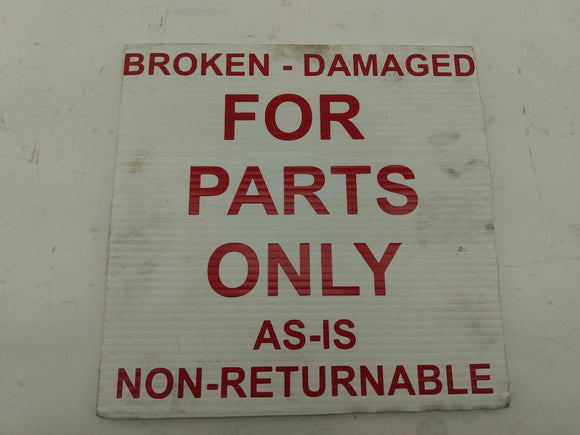 BROKEN - DAMAGED
FOR
PARTS
ONLY
AS-IS
NON-RETURNABLE